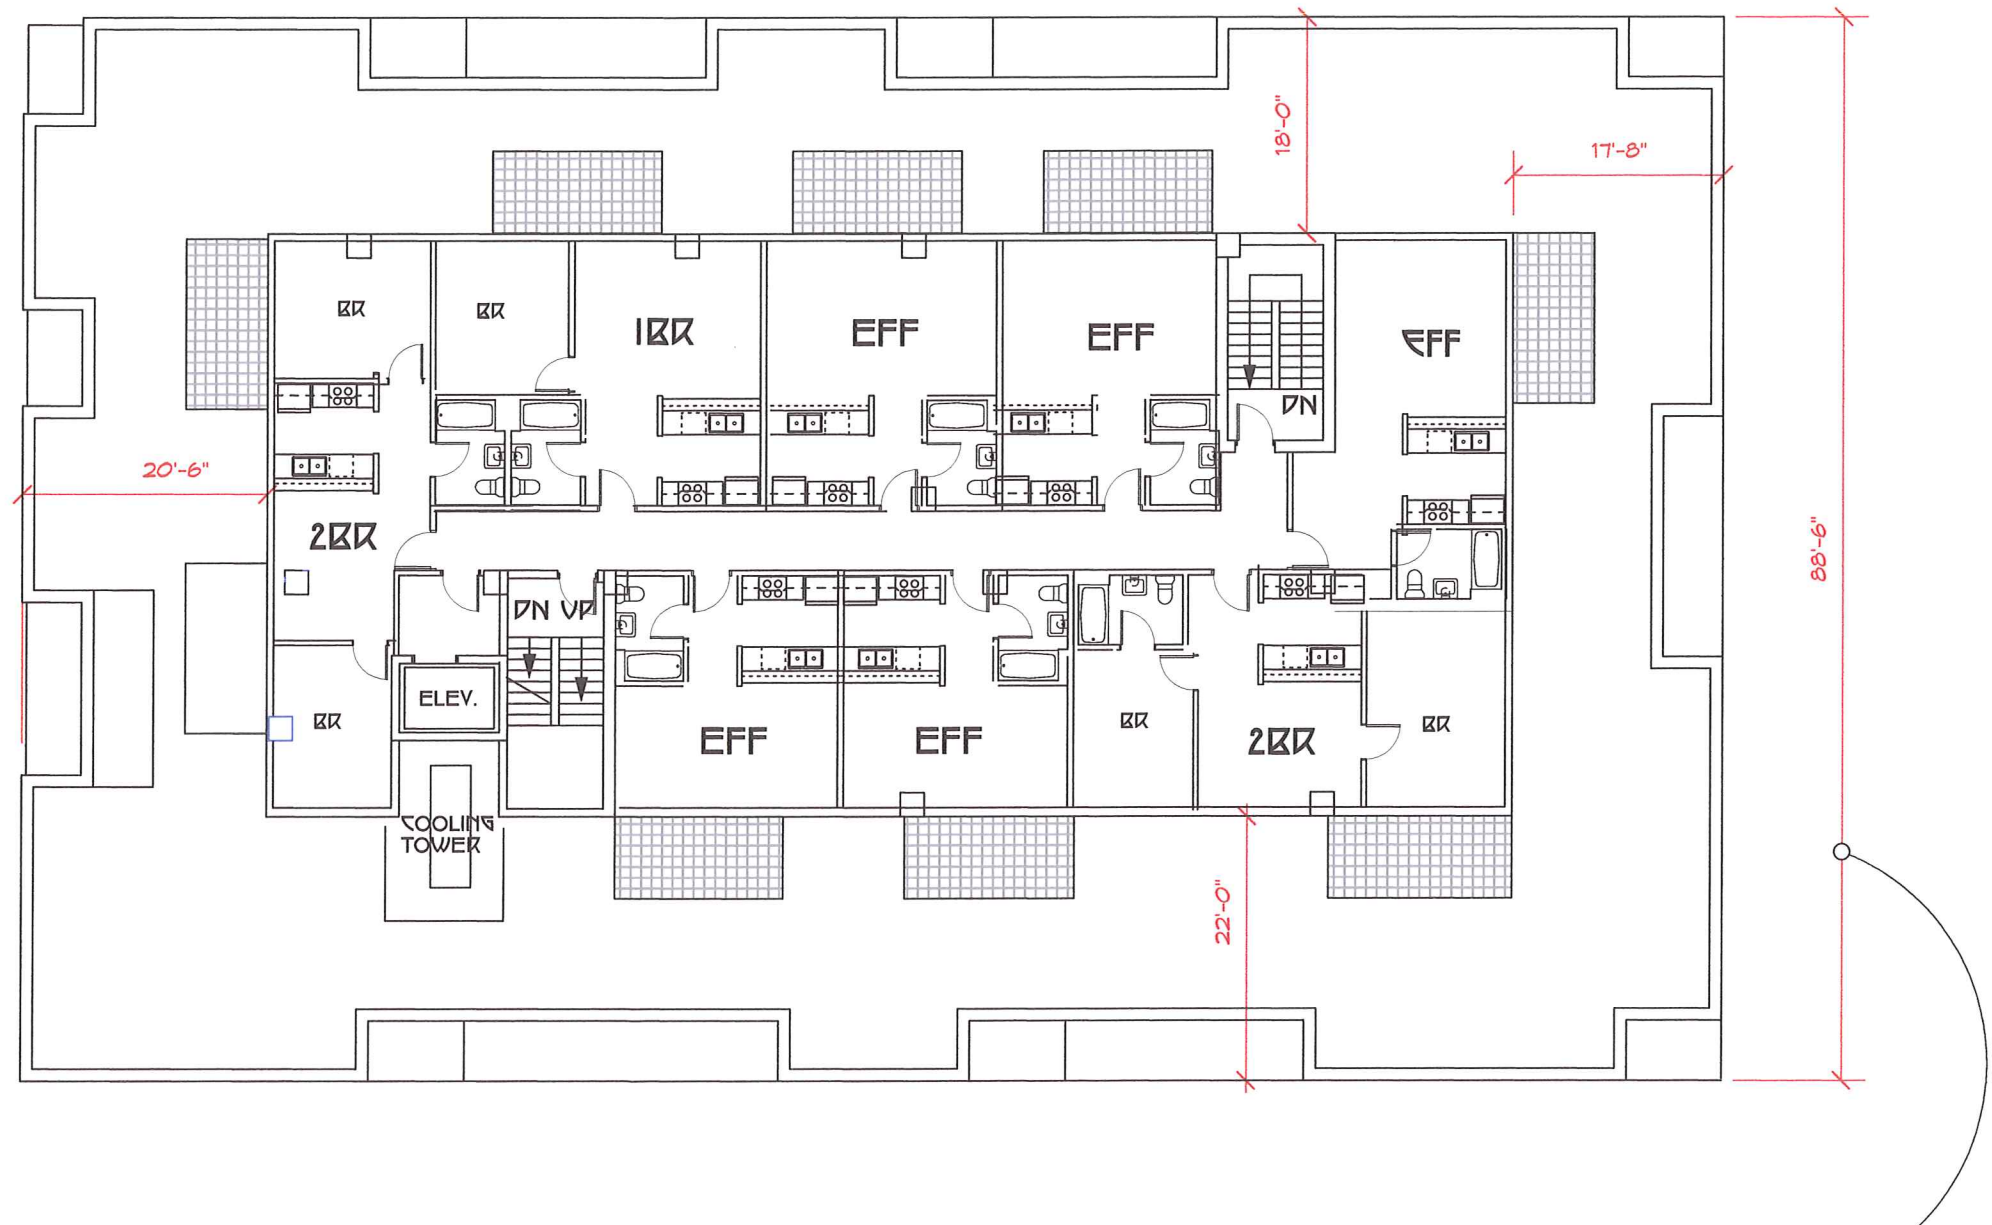 18'-0"
17'-8"
BR
BR
1BR
EFF
EFF
EFF
DN
20'-6"
2BR
88'-6"
DN UP
ELEV.
BR
EFF
EFF
BR
2BR
BR
COOLING
TOWER
22'-0"